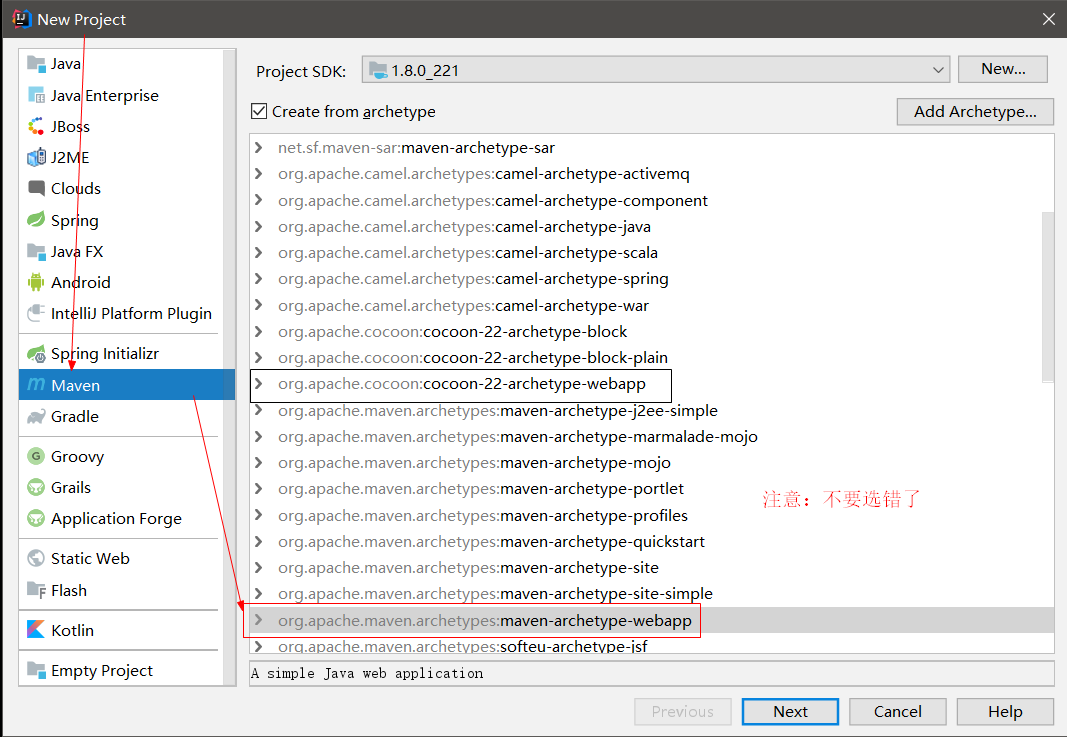 New Project
Java
Java Enterprise
JBoss
J2ME
Clouds
Spring
Java FX
Android
IntelliJ Platform Plugin
Spring Initializr
Maven
Gradle
Groovy
Grails
Application Forge
Static Web
Flash
Kotlin
Empty Project
Project SDK:
1.8.0_221
New...
Create from archetype
Add Archetype...
net.sf.maven-sar:maven-archetype-sar
org.apache.camel.archetypes:camel-archetype-activemq
org.apache.camel.archetypes:camel-archetype-component
org.apache.camel.archetypes:camel-archetype-java
org.apache.camel.archetypes:camel-archetype-scala
org.apache.camel.archetypes:camel-archetype-spring
org.apache.camel.archetypes:camel-archetype-war
org.apache.cocoon:cocoon-22-archetype-block
org.apache.cocoon:cocoon-22-archetype-block-plain
org.apache.cocoon:cocoon-22-archetype-webapp
org.apache.maven.archetypes:maven-archetype-j2ee-simple
org.apache.maven.archetypes:maven-archetype-marmalade-mojo
org.apache.maven.archetypes:maven-archetype-mojo
org.apache.maven.archetypes:maven-archetype-portlet
org.apache.maven.archetypes:maven-archetype-profiles
org.apache.maven.archetypes:maven-archetype-quickstart
org.apache.maven.archetypes:maven-archetype-site
org.apache.maven.archetypes:maven-archetype-site-simple
org.apache.maven.archetypes:maven-archetype-webapp
org.apache.maven.archetypes:softeu-archetype-jsf
注意：不要选错了
A simple Java web application
Previous
Next
Cancel
Help